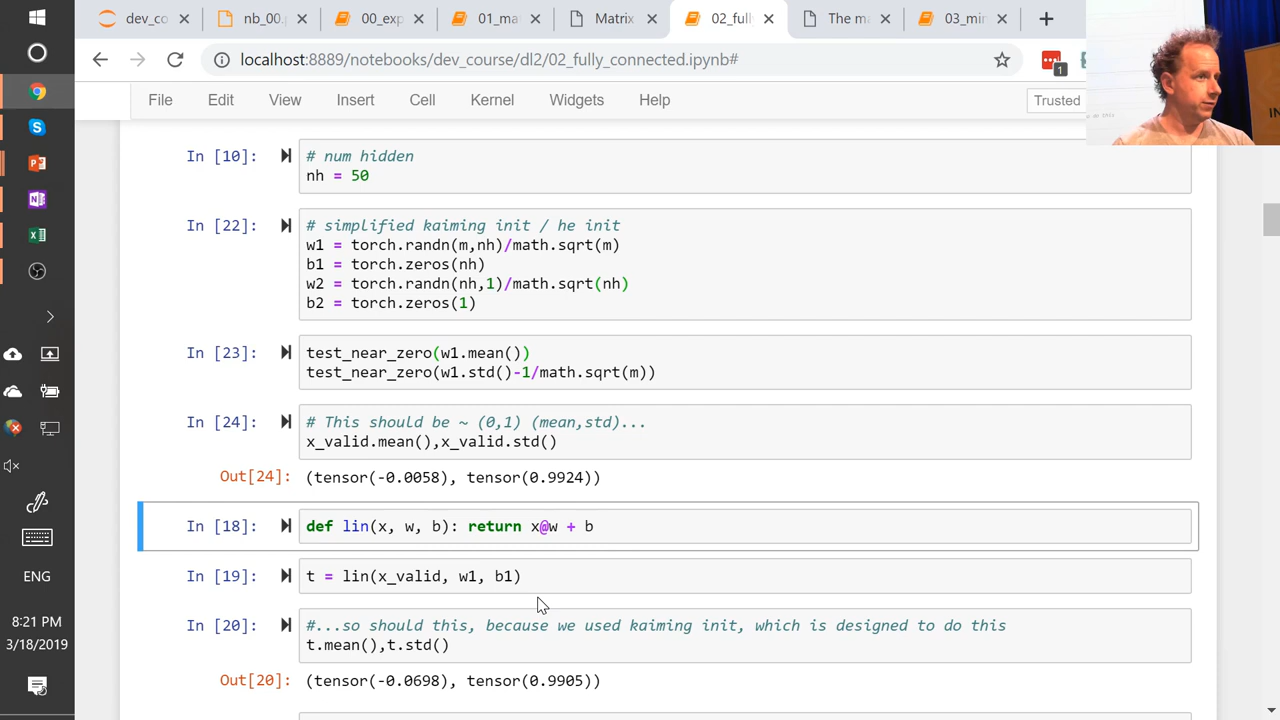 dev_co
nb_00.
00_exp
01_ma
Matrix
02_fully
The ma
03_min
localhost:8889/notebooks/dev_course/dl2/02_fully_connected.ipynb#
1
File
Edit
View
Insert
Cell
Kernel
Widgets
Help
Trusted
In [10]:
# num hidden
nh = 50
In [22]:
# simplified kaiming init / he init
w1 = torch.randn(m,nh)/math.sqrt(m)
b1 = torch.zeros(nh)
w2 = torch.randn(nh,1)/math.sqrt(nh)
b2 = torch.zeros(1)
In [23]:
test_near_zero(w1.mean())
test_near_zero(w1.std()-1/math.sqrt(m))
In [24]:
# This should be ~ (0,1) (mean,std)...
x_valid.mean(),x_valid.std()
Out[24]:
(tensor(-0.0058), tensor(0.9924))
In [18]:
def lin(x, w, b): return x@w + b
In [19]:
t = lin(x_valid, w1, b1)
In [20]:
#...so should this, because we used kaiming init, which is designed to do this
t.mean(),t.std()
Out[20]:
(tensor(-0.0698), tensor(0.9905))
ENG
8:21 PM
3/18/2019